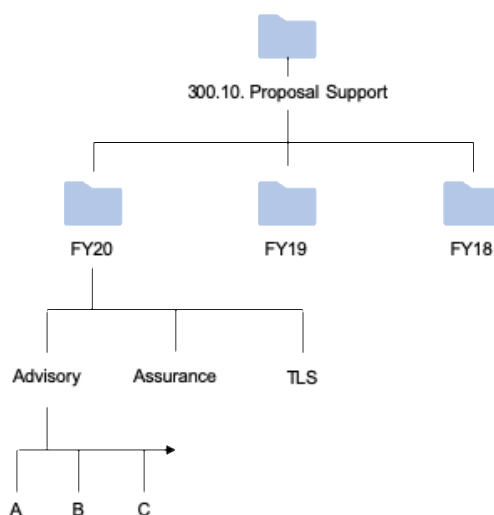 300.10. Proposal Support
FY20
FY19
FY18
Advisory
Assurance
TLS
A
B
C